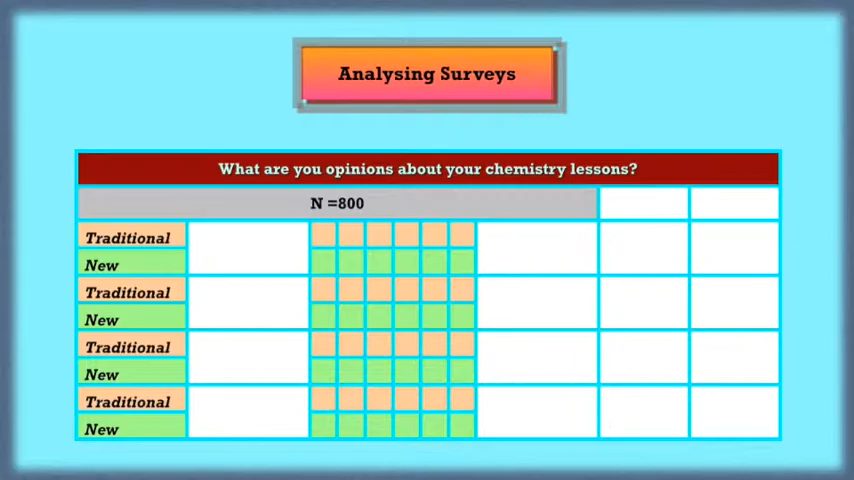 Analysing Surveys
What are you opinions about your chemistry lessons?
N =800
Traditional
New
Traditional
New
Traditional
New
Traditional
New